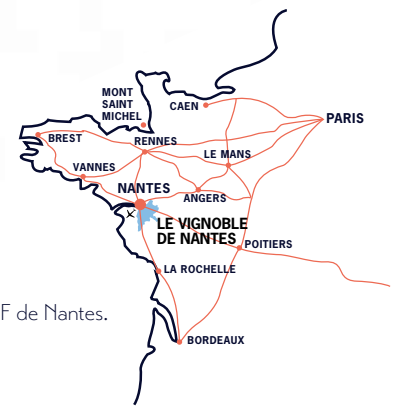 MONT
SAINT
MICHEL
CAEN
PARIS
BREST
RENNES
LE MANS
VANNES
NANTES
ANGERS
LE VIGNOBLE
DE NANTES
POITIERS
LA ROCHELLE
F de Nantes.
BORDEAUX